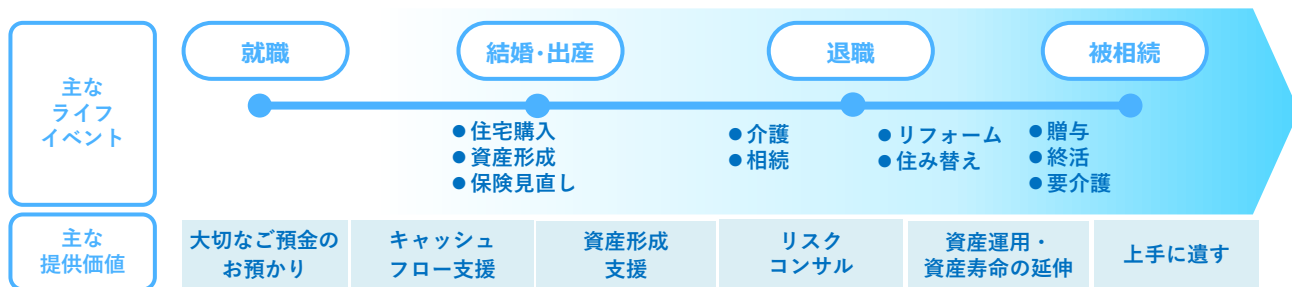 主な
ライフ
イベント
就職
結婚・出産
退職
被相続
●住宅購入
●資産形成
●保険見直し
●介護
●相続
●リフォーム
●住み替え
●贈与
●終活
●要介護
主な
提供価値
大切なご預金の
お預かり
キャッシュ
フロー支援
資産形成
支援
リスク
コンサル
資産運用・
資産寿命の延伸
上手に遺す